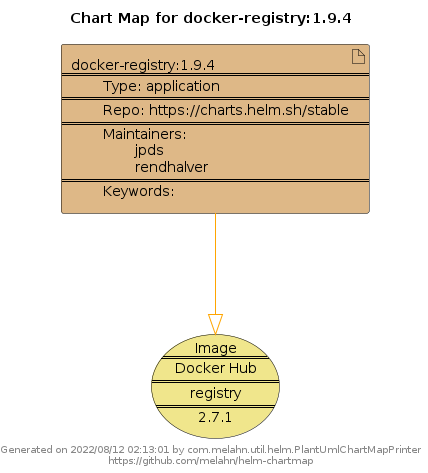 Chart Map for docker-registry:1.9.4
docker-registry:1.9.4
Type: application
Repo: https://charts.helm.sh/stable
Maintainers:
jpds
rendhalver
Keywords:
Image
Docker Hub
registry
2.7.1
Generated on 2022/08/12 02:13:01 by com.melahn.util.helm.PlantUmlChartMapPrinter
https://github.com/melahn/helm-chartmap